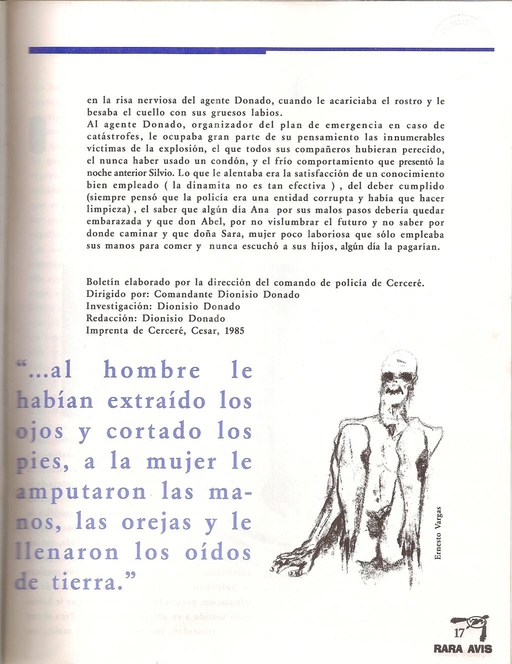 en la risa nerviosa del agente Donado, cuando le acariciaba el rostro y le
besaba el cuello con sus gruesos labios.
Al agente Donado, organizador del plan de emergencia en caso de
catástrofes, le ocupaba gran parte de su pensamiento las innumerables
víctimas de la explosión, el que todos sus compañeros hubieran perecido,
el nunca haber usado un condón, y el frío comportamiento que presentó la
noche anterior Silvio. Lo que le alentaba era la satisfacción de un conocimiento
bien empleado ( la dinamita no es tan efectiva ) , del deber cumplido
(siempre pensó que la policía era una entidad corrupta y había que hacer
limpieza) , el saber que algún día Ana por sus malos pasos debería quedar
embarazada y que don Abel, por no vislumbrar el futuro y no saber por
donde caminar y que doña Sara, mujer poco laboriosa que sólo empleaba
sus manos para comer y nunca escuchó a sus hijos, algún día la pagarían.
Boletín elaborado por la dirección del comando de policía de Cerceré.
Dirigido por: Comandante Dionisio Donado
Investigación: Dionisio Donado
Redacción: Dionisio Donado
Imprenta de Cerceré, Cesar, 1985
“...al hombre le
habían extraído los
ojos y cortado los
pies, a la mujer le
amputaron las ma-
nos, las orejas y le
llenaron los oídos
de tierra.”
Ernesto Vargas
17
RARA AVIS